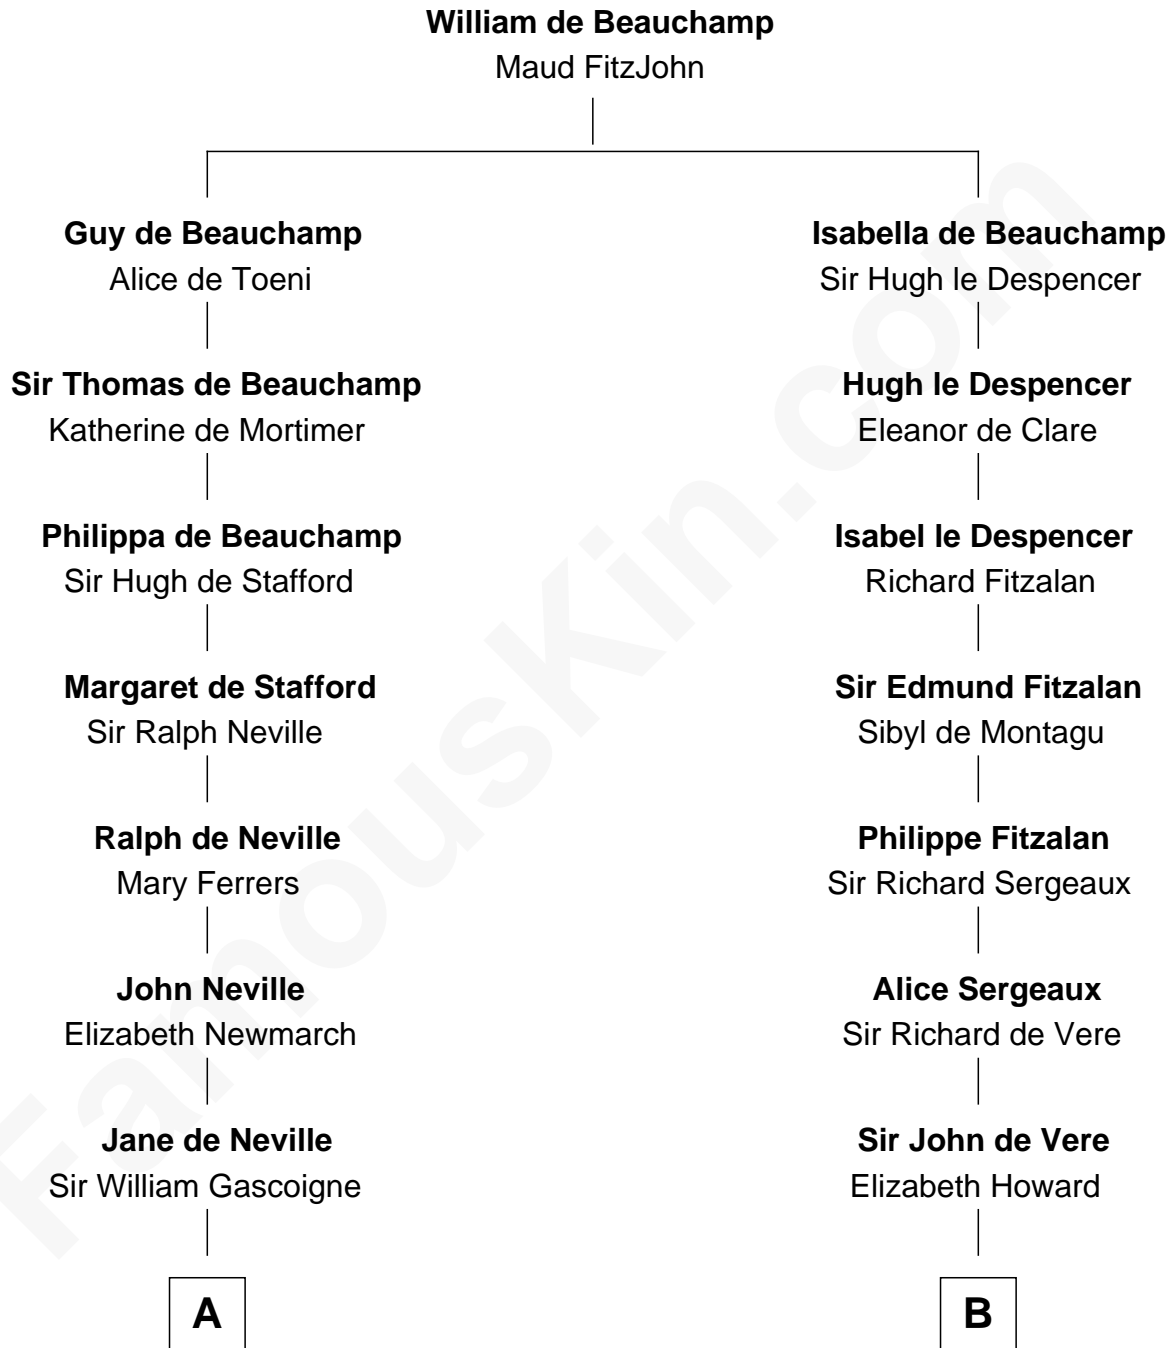 William de Beauchamp
Maud FitzJohn
Guy de Beauchamp
Alice de Toeni
Isabella de Beauchamp
Sir Hugh le Despencer
Sir Thomas de Beauchamp
Katherine de Mortimer
Hugh le Despencer
Eleanor de Clare
Philippa de Beauchamp
Sir Hugh de Stafford
Isabel le Despencer
Richard Fitzalan
Margaret de Stafford
Sir Ralph Neville
Sir Edmund Fitzalan
Sibyl de Montagu
Ralph de Neville
Mary Ferrers
Philippe Fitzalan
Sir Richard Sergeaux
John Neville
Elizabeth Newmarch
Alice Sergeaux
Sir Richard de Vere
Jane de Neville
Sir William Gascoigne
Sir John de Vere
Elizabeth Howard
A
B
FamousKin.com